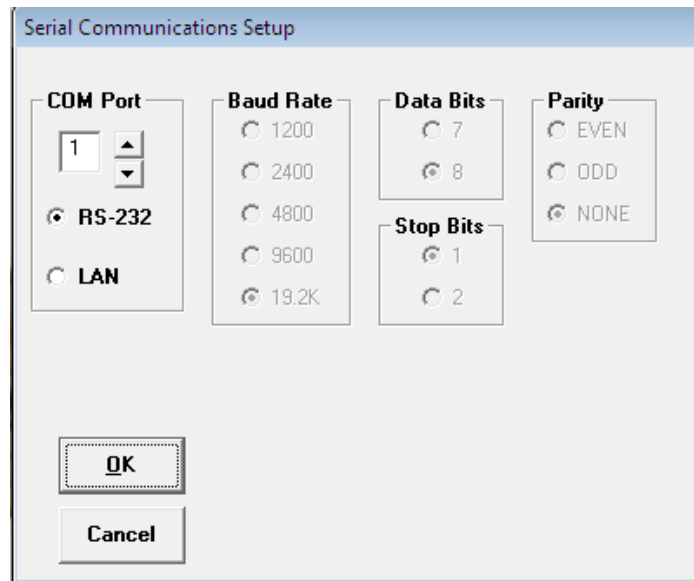 Serial Communications Setup
COM Port
1
RS-232
LAN
Baud Rate
1200
2400
4800
9600
19.2K
Data Bits
7
8
Stop Bits
1
2
Parity
EVEN
ODD
NONE
OK
Cancel